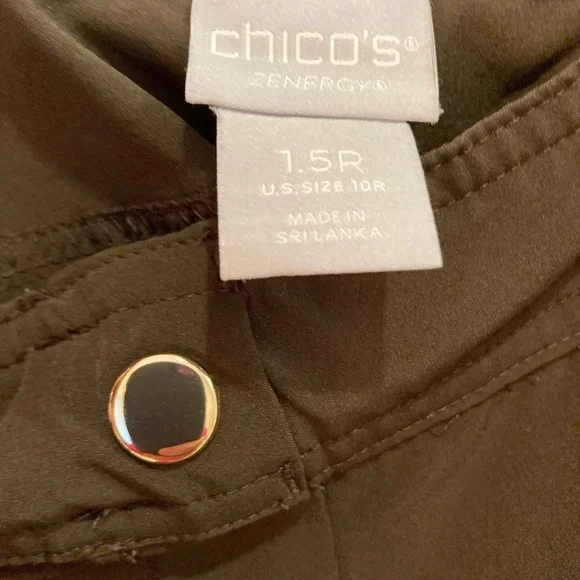 chico's®
ZENERGY®
1.5R
U.S. SIZE 10R
MADE IN
SRI LANKA